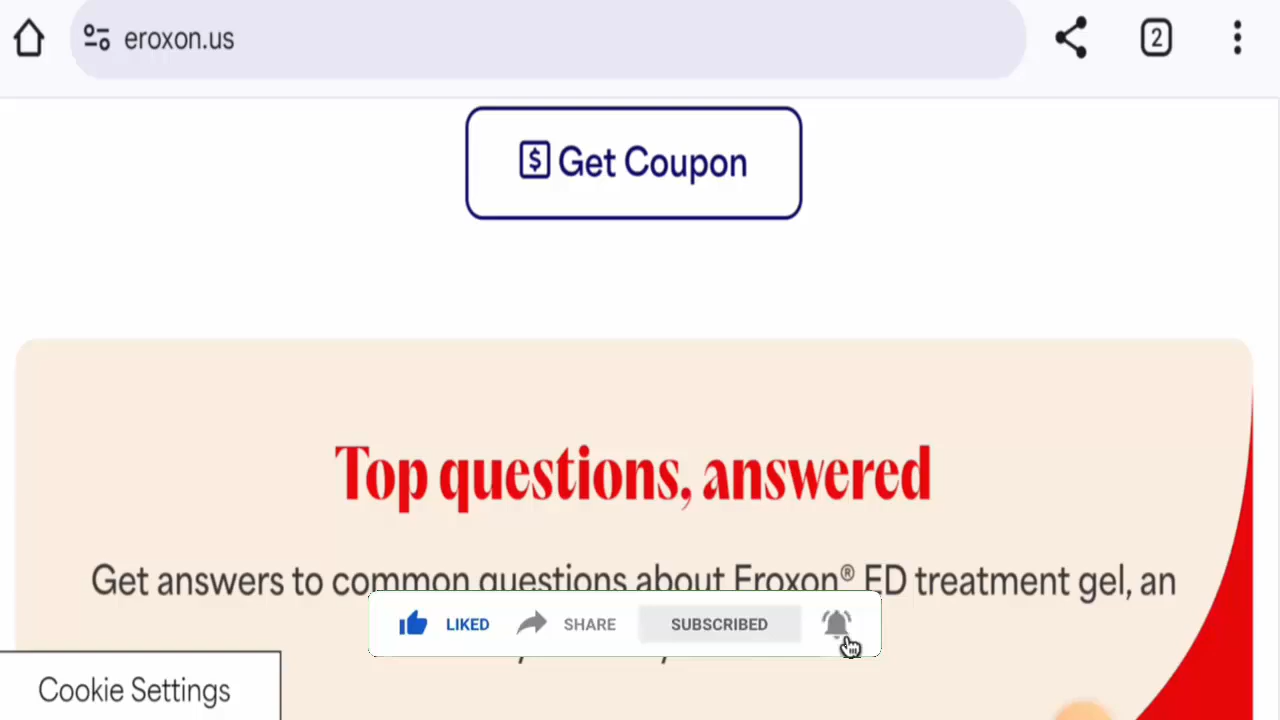 eroxon.us
2
$ Get Coupon
Top questions, answered
Get answers to common questions about Eroxon® ED treatment gel, an
LIKED SHARE SUBSCRIBED
Cookie Settings